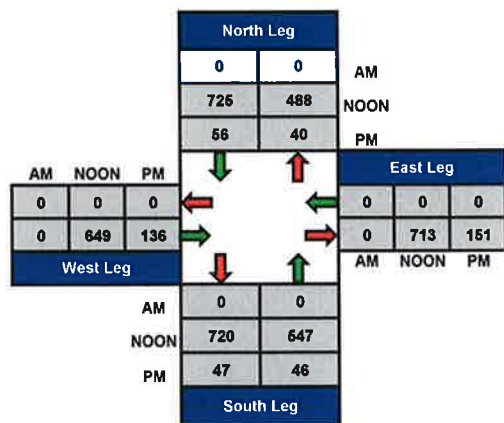 North Leg
0 0 AM
725 488 NOON
56 40 PM
AM NOON PM
East Leg
0 0 0
0 0 0
0 649 136
0 713 151
West Leg
AM NOON PM
AM 0 0
NOON 720 547
PM 47 46
South Leg